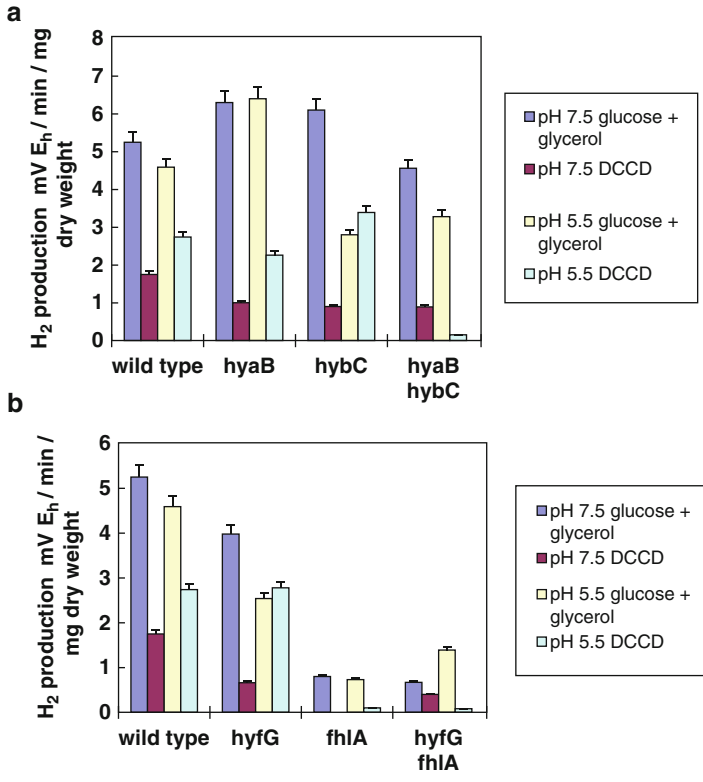 a
H2 production mV Eh / min / mg
dry weight
8
7
6
5
4
3
2
1
0
wild type hyaB hybC hyaB
hybC
pH 7.5 glucose +
glycerol
pH 7.5 DCCD
pH 5.5 glucose +
glycerol
pH 5.5 DCCD
b
H2 production mV Eh / min /
mg dry weight
6
5
4
3
2
1
0
wild type hyfG fhlA hyfG
fhlA
pH 7.5 glucose +
glycerol
pH 7.5 DCCD
pH 5.5 glucose +
glycerol
pH 5.5 DCCD